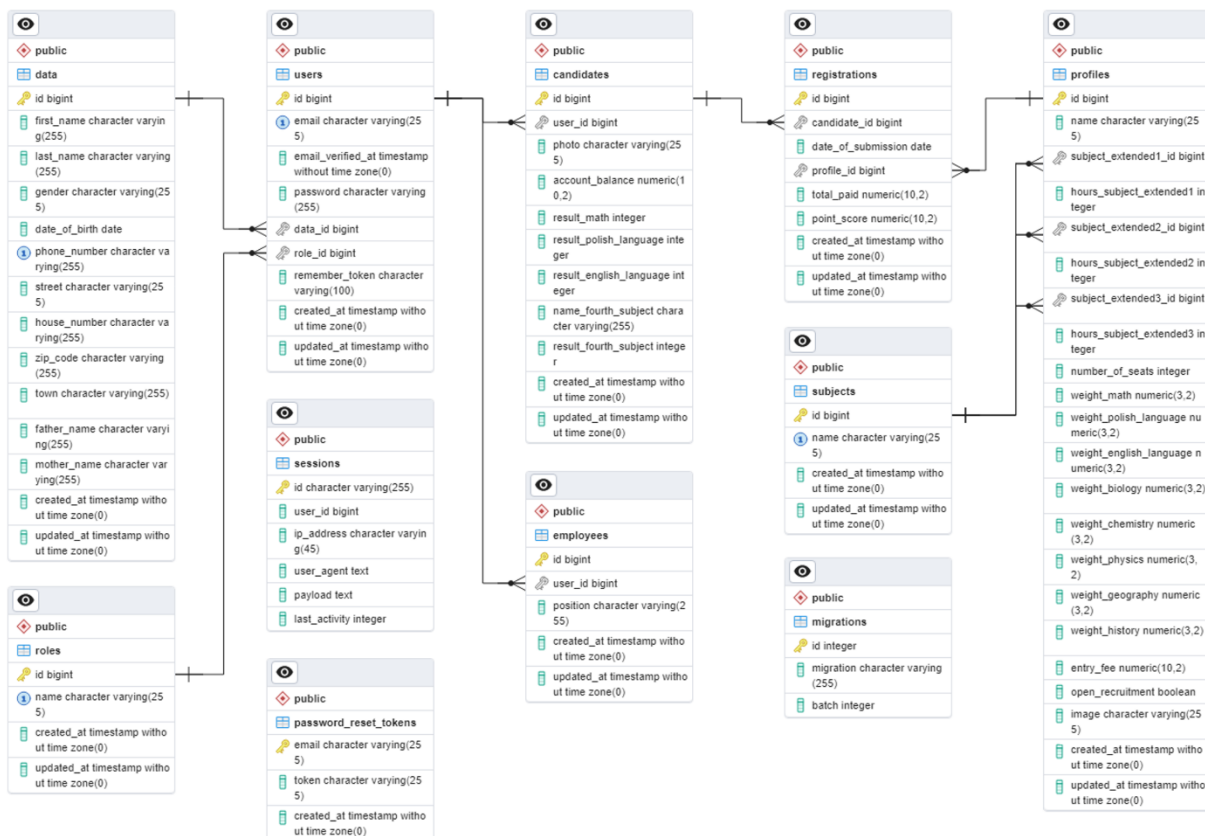 public
data
id bigint
first_name character varyin
g(255)
last_name character varying
(255)
gender character varying(25
5)
date_of_birth date
phone_number character va
rying(255)
street character varying(25
5)
house_number character va
rying(255)
zip_code character varying
(255)
town character varying(255)
father_name character varyi
ng(255)
mother_name character var
ying(255)
created_at timestamp witho
ut time zone(0)
updated_at timestamp witho
ut time zone(0)
public
roles
id bigint
name character varying(25
5)
created_at timestamp witho
ut time zone(0)
updated_at timestamp witho
ut time zone(0)
public
users
id bigint
email character varying(25
5)
email_verified_at timestamp
without time zone(0)
password character varying
(255)
data_id bigint
role_id bigint
remember_token character
varying(100)
created_at timestamp witho
ut time zone(0)
updated_at timestamp witho
ut time zone(0)
public
sessions
id character varying(255)
user_id bigint
ip_address character varyin
g(45)
user_agent text
payload text
last_activity integer
public
password_reset_tokens
email character varying(25
5)
token character varying(25
5)
created_at timestamp witho
ut time zone(0)
public
candidates
id bigint
user_id bigint
photo character varying(25
5)
account_balance numeric(1
0,2)
result_math integer
result_polish_language inte
ger
result_english_language int
eger
name_fourth_subject chara
cter varying(255)
result_fourth_subject intege
r
created_at timestamp witho
ut time zone(0)
updated_at timestamp witho
ut time zone(0)
public
employees
id bigint
user_id bigint
position character varying(2
55)
created_at timestamp witho
ut time zone(0)
updated_at timestamp witho
ut time zone(0)
public
registrations
id bigint
candidate_id bigint
date_of_submission date
profile_id bigint
total_paid numeric(10,2)
point_score numeric(10,2)
created_at timestamp witho
ut time zone(0)
updated_at timestamp witho
ut time zone(0)
public
subjects
id bigint
name character varying(25
5)
created_at timestamp witho
ut time zone(0)
updated_at timestamp witho
ut time zone(0)
public
migrations
id integer
migration character varying
(255)
batch integer
public
profiles
id bigint
name character varying(25
5)
subject_extended1_id bigint
hours_subject_extended1 in
teger
subject_extended2_id bigint
hours_subject_extended2 in
teger
subject_extended3_id bigint
hours_subject_extended3 in
teger
number_of_seats integer
weight_math numeric(3,2)
weight_polish_language nu
meric(3,2)
weight_english_language n
umeric(3,2)
weight_biology numeric(3,2)
weight_chemistry numeric
(3,2)
weight_physics numeric(3,
2)
weight_geography numeric
(3,2)
weight_history numeric(3,2)
entry_fee numeric(10,2)
open_recruitment boolean
image character varying(25
5)
created_at timestamp witho
ut time zone(0)
updated_at timestamp witho
ut time zone(0)